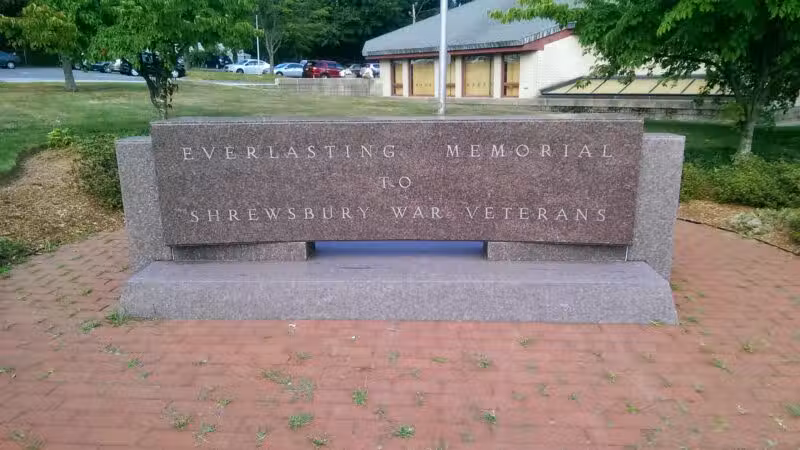 EVERLASTING MEMORIAL
TO
SHREWSBURY WAR VETERANS